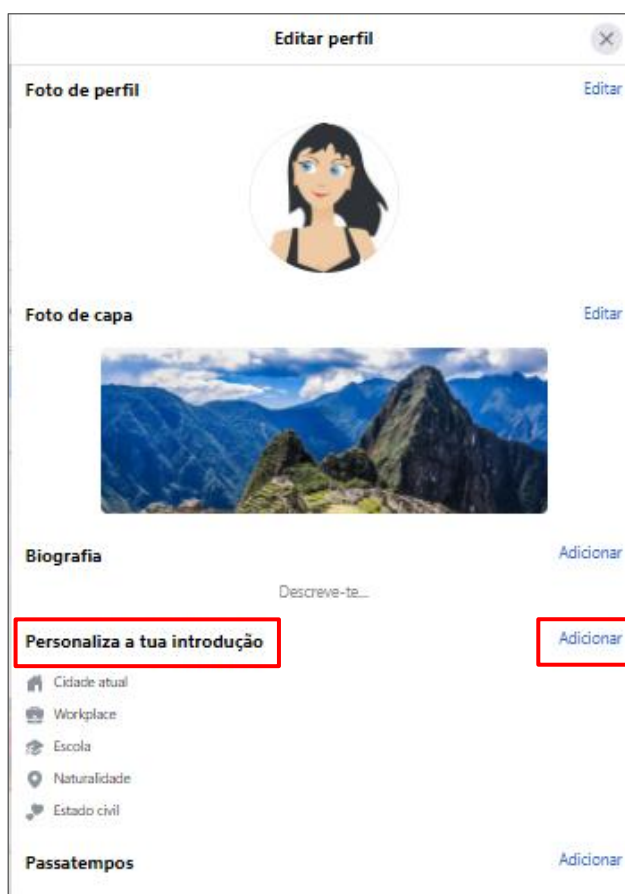 Editar perfil
Foto de perfil Editar
Foto de capa Editar
Biografia Adicionar
Descreve-te...
Personaliza a tua introdução Adicionar
Cidade atual
Workplace
Escola
Naturalidade
Estado civil
Passatempos Adicionar